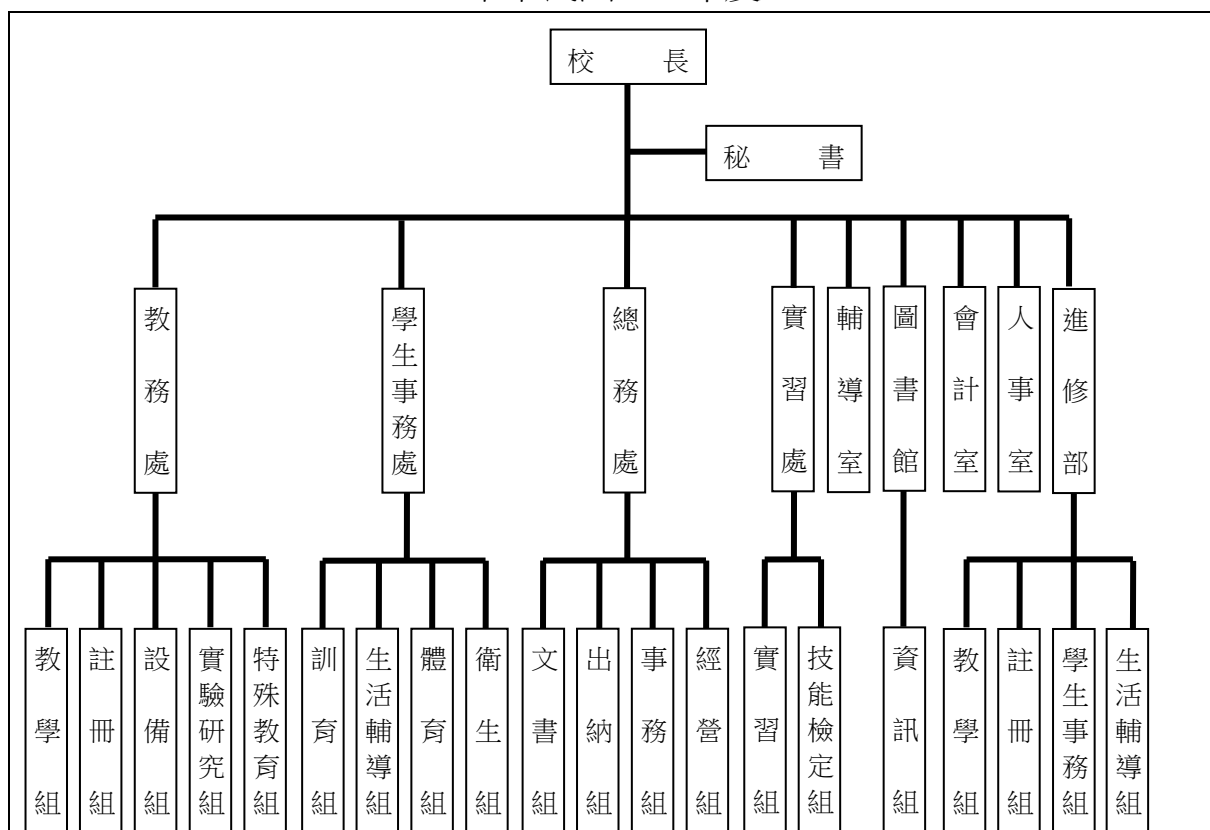 校長
秘書
教務處
學生事務處
總務處
實習處
輔導室
圖書館
會計室
人事室
進修部
教學組
註冊組
設備組
實驗研究組
特殊教育組
訓育組
生活輔導組
體育組
衛生組
文書組
出納組
事務組
經營組
實習組
技能檢定組
資訊組
教學組
註冊組
學生事務組
生活輔導組